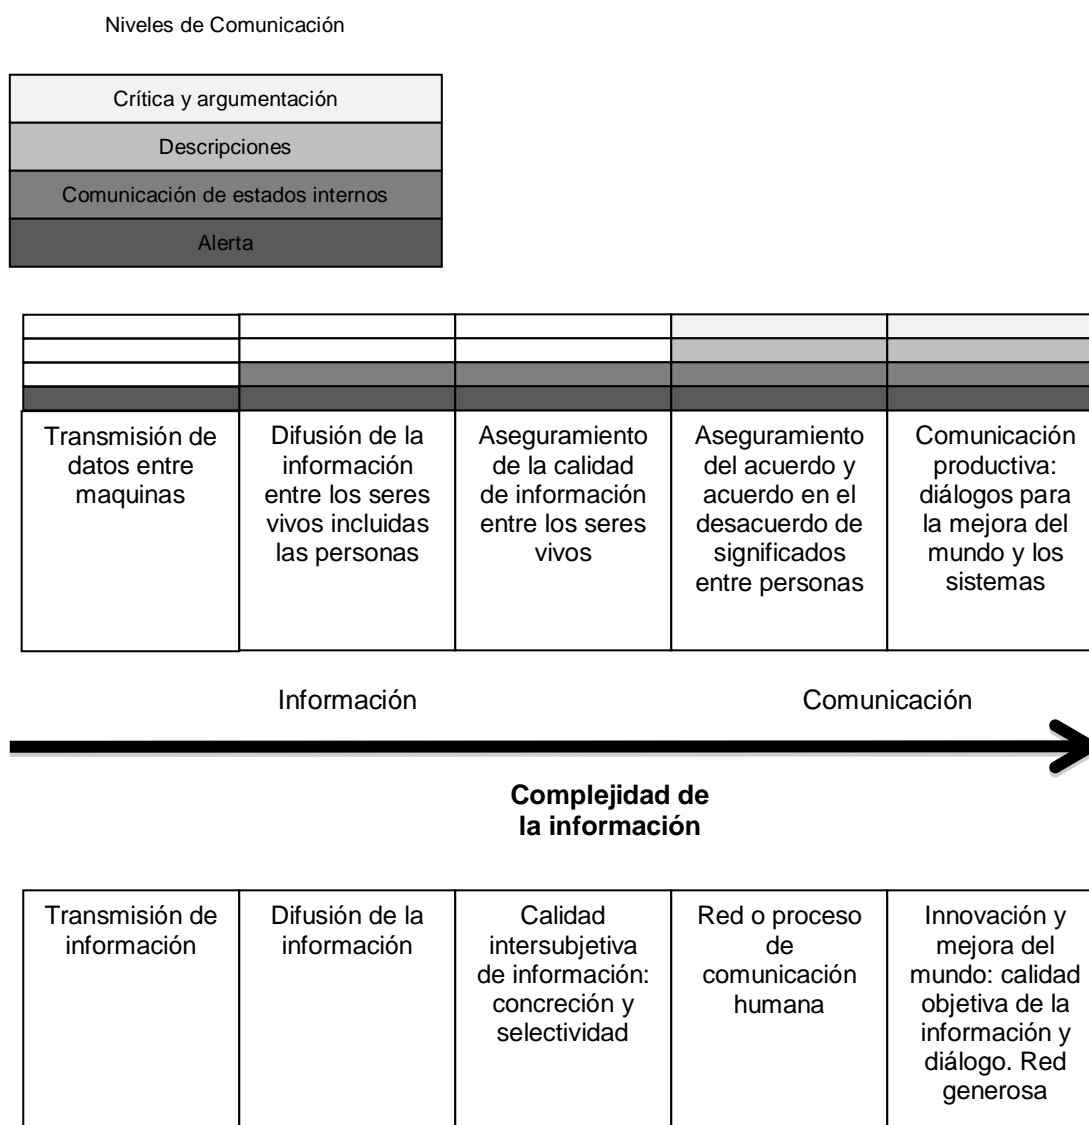 Niveles de Comunicación
Crítica y argumentación
Descripciones
Comunicación de estados internos
Alerta
Transmisión de
datos entre
maquinas
Difusión de la
información
entre los seres
vivos incluidas
las personas
Aseguramiento
de la calidad
de información
entre los seres
vivos
Aseguramiento
del acuerdo y
acuerdo en el
desacuerdo de
significados
entre personas
Comunicación
productiva:
diálogos para
la mejora del
mundo y los
sistemas
Información
Comunicación
Complejidad de
la información
Transmisión de
información
Difusión de la
información
Calidad
intersubjetiva
de información:
concreción y
selectividad
Red o proceso
de
comunicación
humana
Innovación y
mejora del
mundo: calidad
objetiva de la
información y
diálogo. Red
generosa